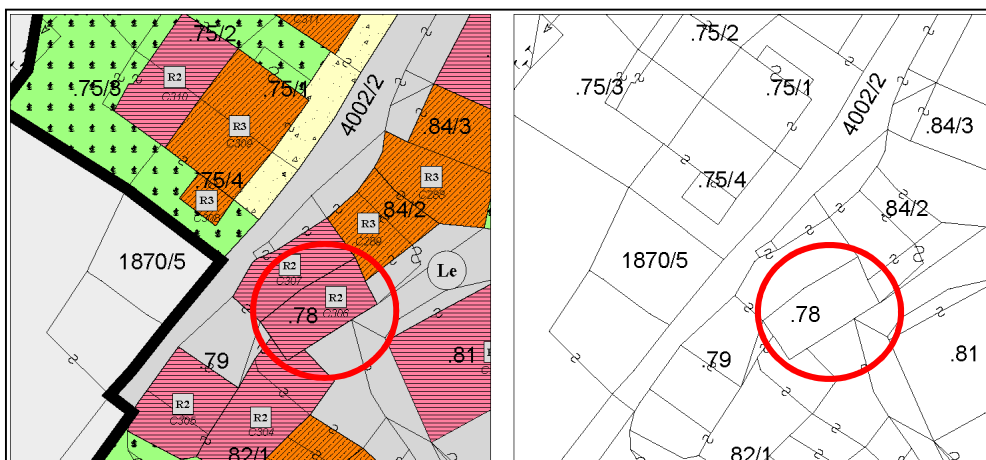 C311
.75/2
R2
C310
.75/3
.75/1
4002/2
R3
C309
.84/3
.75/4
R3
C308
R3
C288
84/2
R3
C289
1870/5
R2
C307
Le
R2
C306
.78
.79
.81
R2
C305
R2
C304
82/1
.75/2
.75/3
.75/1
4002/2
.84/3
.75/4
84/2
1870/5
.78
.79
.81
82/1